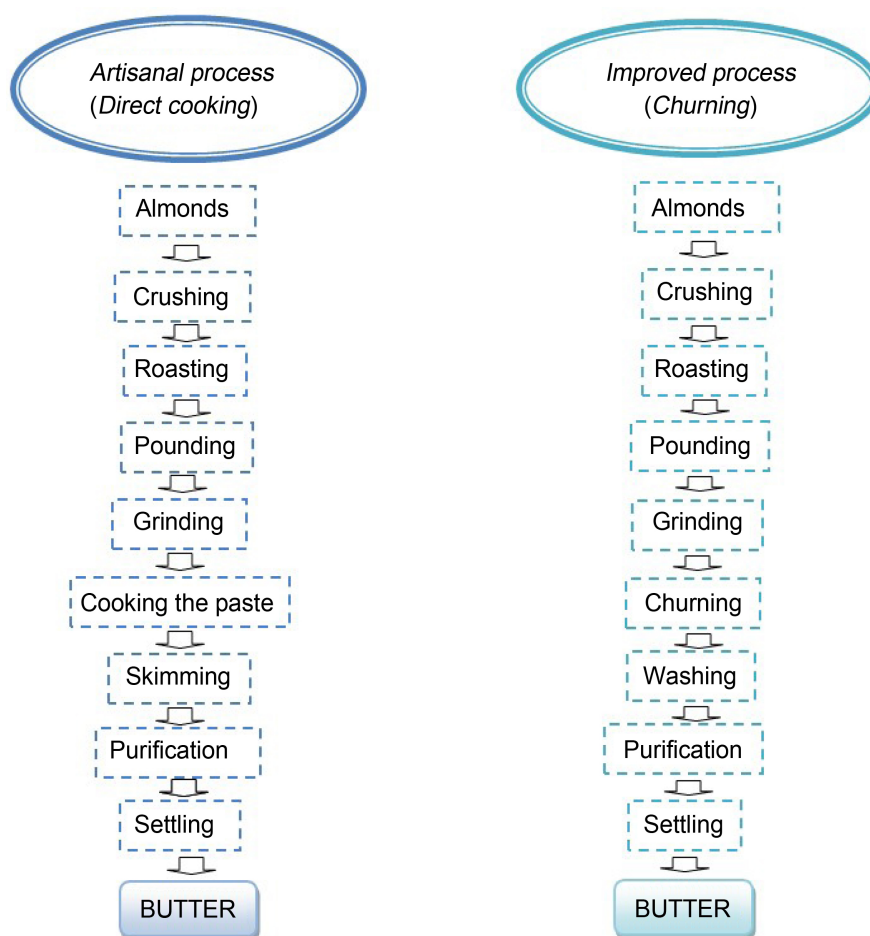 Artisanal process
(Direct cooking)
Almonds
Crushing
Roasting
Pounding
Grinding
Cooking the paste
Skimming
Purification
Settling
BUTTER
Improved process
(Churning)
Almonds
Crushing
Roasting
Pounding
Grinding
Churning
Washing
Purification
Settling
BUTTER